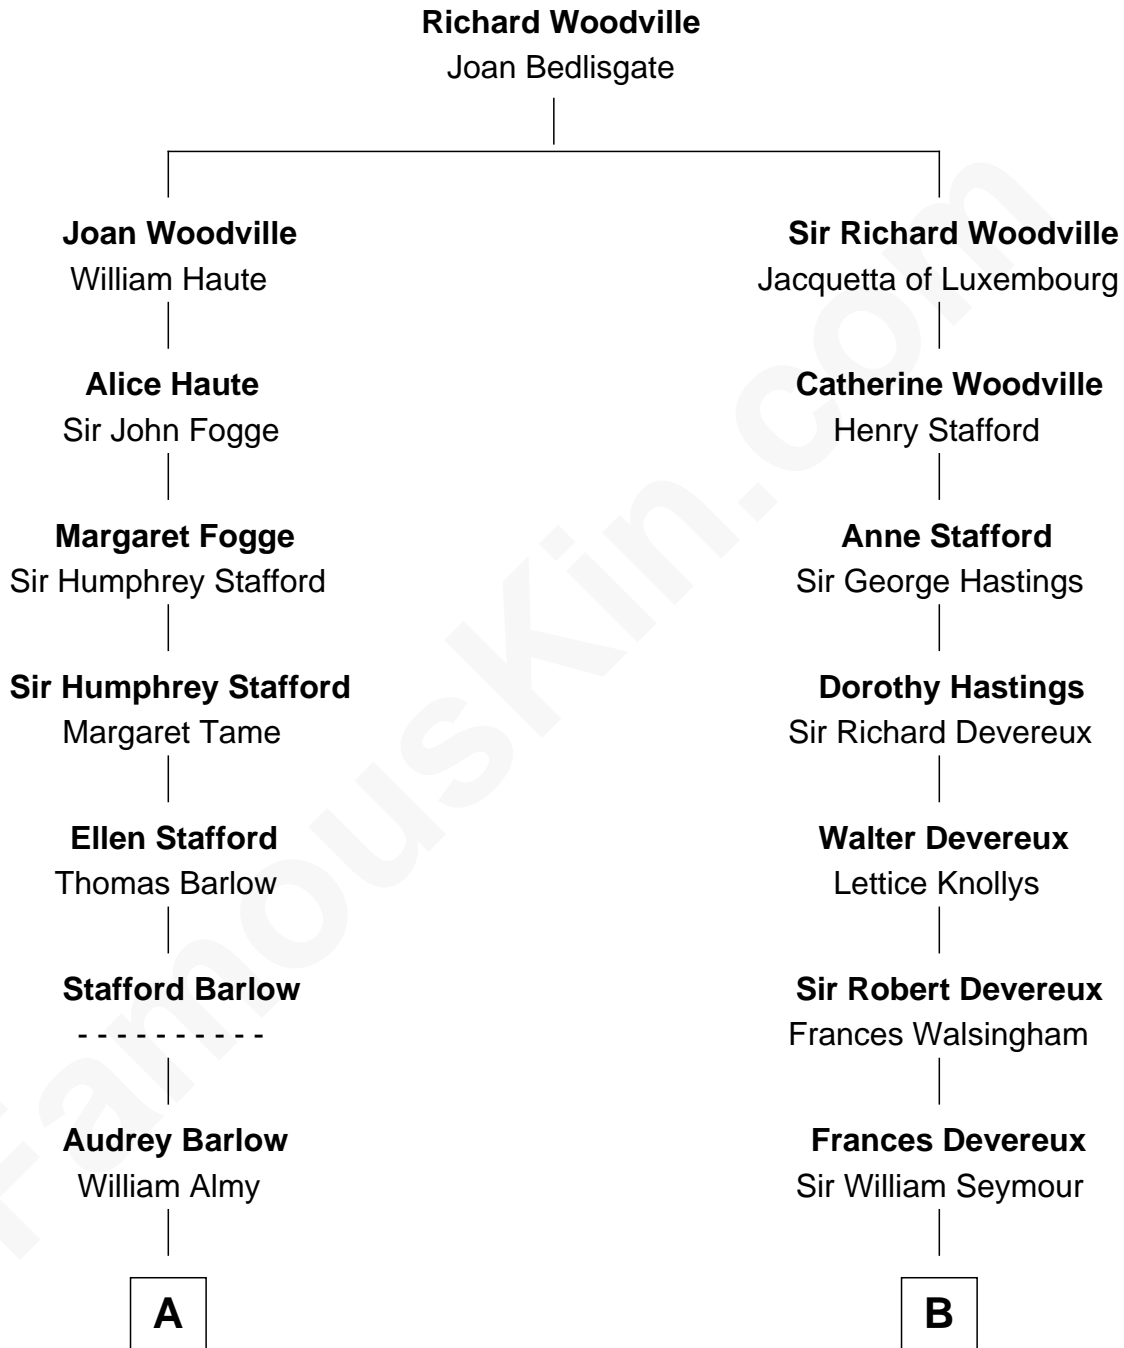 Richard Woodville
Joan Bedlisgate
Joan Woodville
William Haute
Sir Richard Woodville
Jacquetta of Luxembourg
Alice Haute
Sir John Fogge
Catherine Woodville
Henry Stafford
Margaret Fogge
Sir Humphrey Stafford
Anne Stafford
Sir George Hastings
Sir Humphrey Stafford
Margaret Tame
Dorothy Hastings
Sir Richard Devereux
Ellen Stafford
Thomas Barlow
Walter Devereux
Lettice Knollys
Stafford Barlow
- - - - - - - - - -
Sir Robert Devereux
Frances Walsingham
Audrey Barlow
William Almy
Frances Devereux
Sir William Seymour
A
B
FamousKin.com